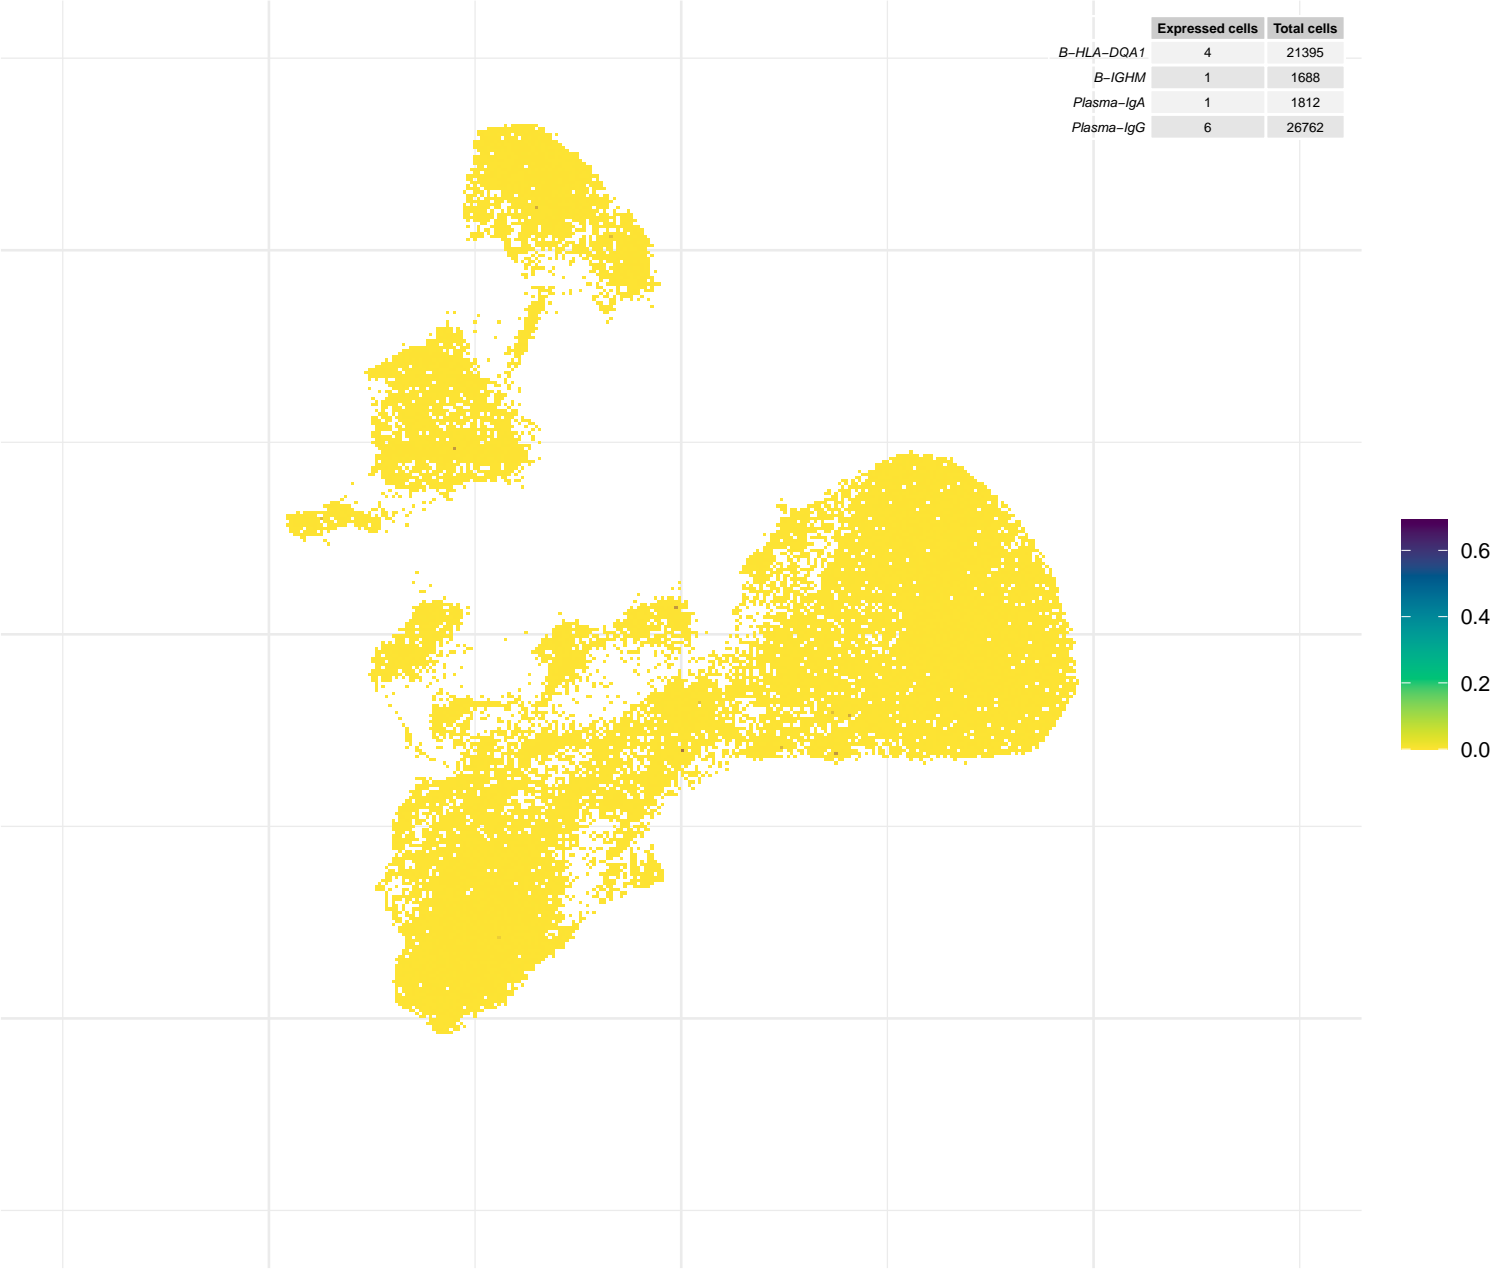 Expressed cells Total cells
B−HLA−DQA1 4 21395
B−IGHM 1 1688
Plasma−IgA 1 1812
Plasma−IgG 6 26762
0.6
0.4
0.2
0.0